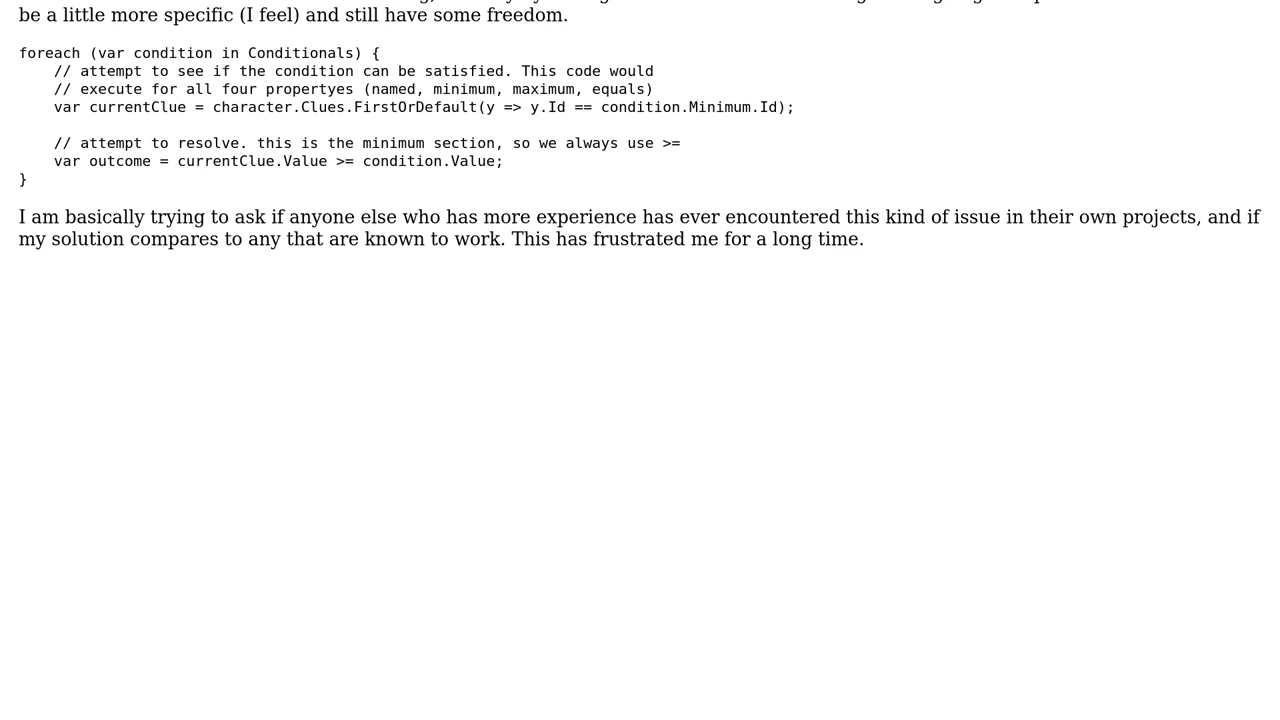 be a little more specific (I feel) and still have some freedom.
foreach (var condition in Conditionals) {
    // attempt to see if the condition can be satisfied. This code would
    // execute for all four propertyes (named, minimum, maximum, equals)
    var currentClue = character.Clues.FirstOrDefault(y => y.Id == condition.Minimum.Id);
    // attempt to resolve. this is the minimum section, so we always use >=
    var outcome = currentClue.Value >= condition.Value;
}
I am basically trying to ask if anyone else who has more experience has ever encountered this kind of issue in their own projects, and if
my solution compares to any that are known to work. This has frustrated me for a long time.